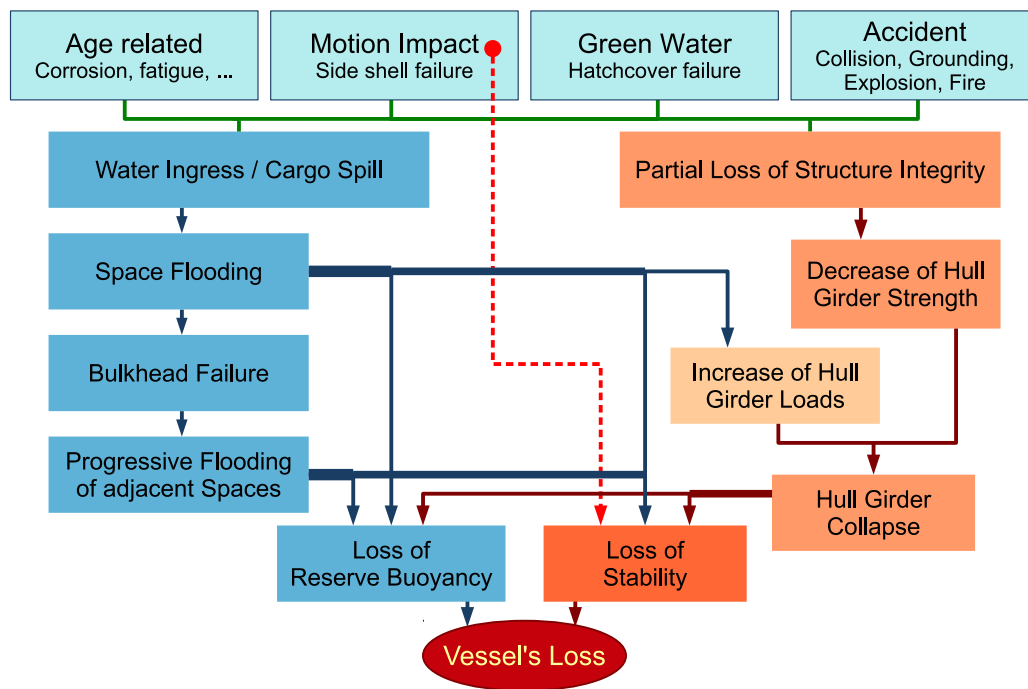 Age related
Corrosion, fatigue, ...
Motion Impact
Side shell failure
Green Water
Hatchcover failure
Accident
Collision, Grounding,
Explosion, Fire
Water Ingress / Cargo Spill
Partial Loss of Structure Integrity
Space Flooding
Decrease of Hull
Girder Strength
Bulkhead Failure
Increase of Hull
Girder Loads
Progressive Flooding
of adjacent Spaces
Hull Girder
Collapse
Loss of
Reserve Buoyancy
Loss of
Stability
Vessel's Loss